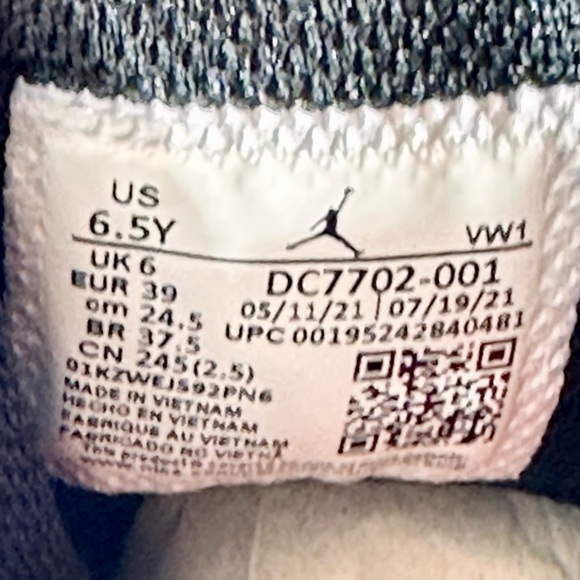 US
6.5Y
VW1
UK 6
EUR 39
cm 24.5
BR 37.5
CN 245(2.5)
DC7702-001
05/11/21 | 07/19/21
UPC 00195242840481
MADE IN VIETNAM
HECHO EN VIETNAM
FABRIQUE AU VIETNAM
FABRICADO NO VIETNA
This product